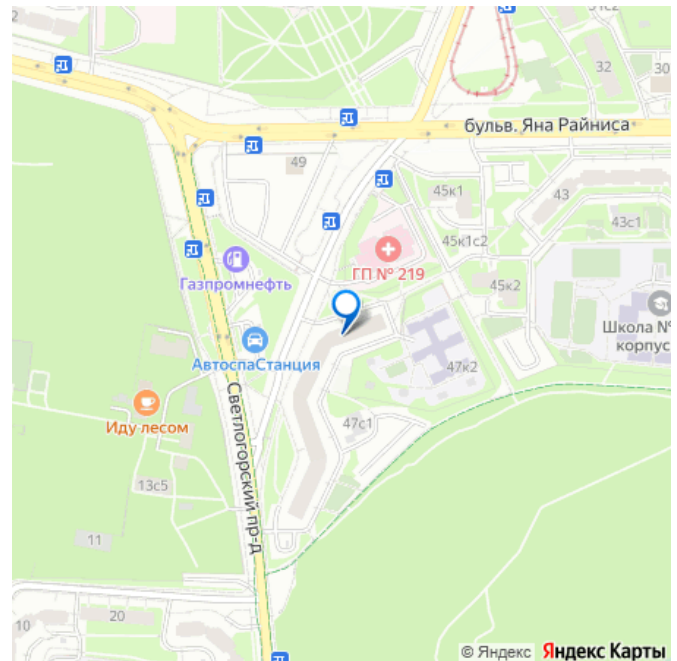 32
30
бульв. Яна Райниса
49
45к1
43
43с1
45к1с2
ГП № 219
Газпромнефть
45к2
Школа №
корпус
АвтоспаСтанция
47к2
Светлогорский пр-д
Иду лесом
47с1
13с5
11
20
10
© Яндекс Яндекс Карты